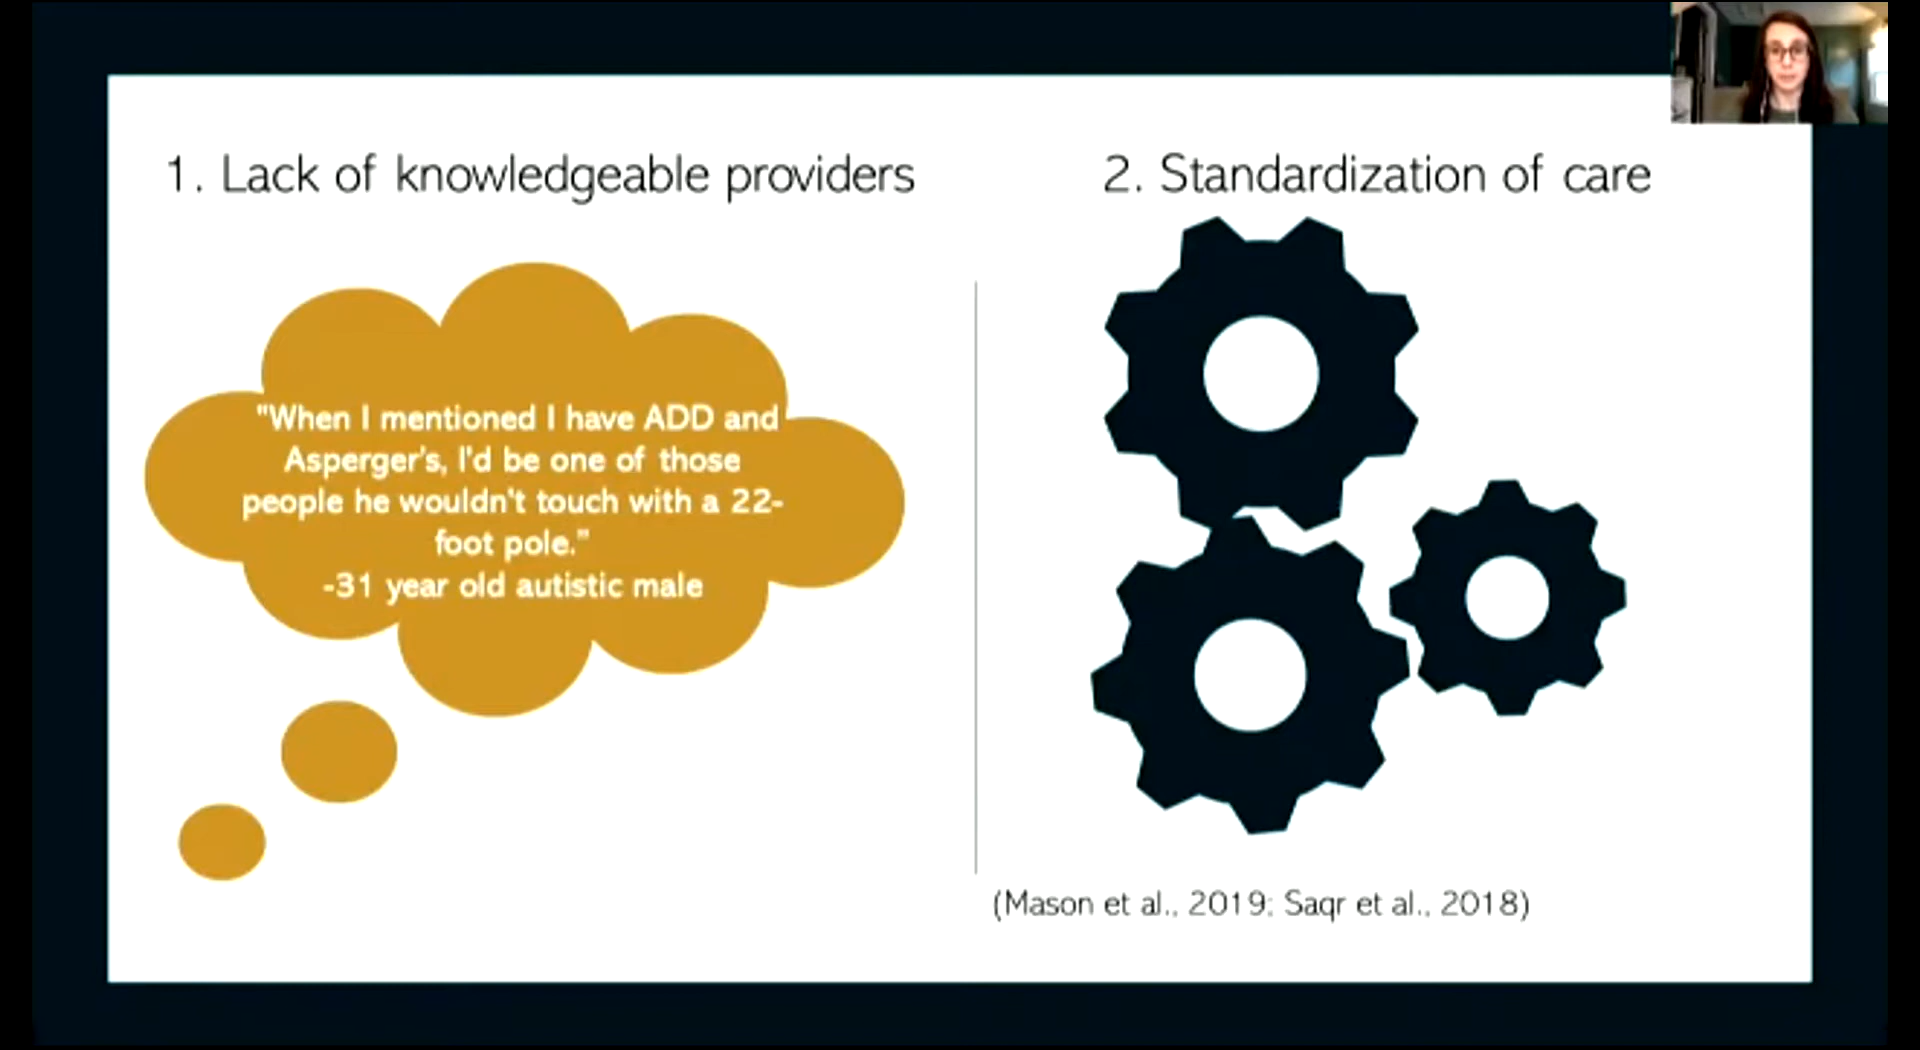 1. Lack of knowledgeable providers
"When I mentioned I have ADD and
Asperger's, I'd be one of those
people he wouldn't touch with a 22-
foot pole."
-31 year old autistic male
2. Standardization of care
(Mason et al., 2019; Saqr et al., 2018)